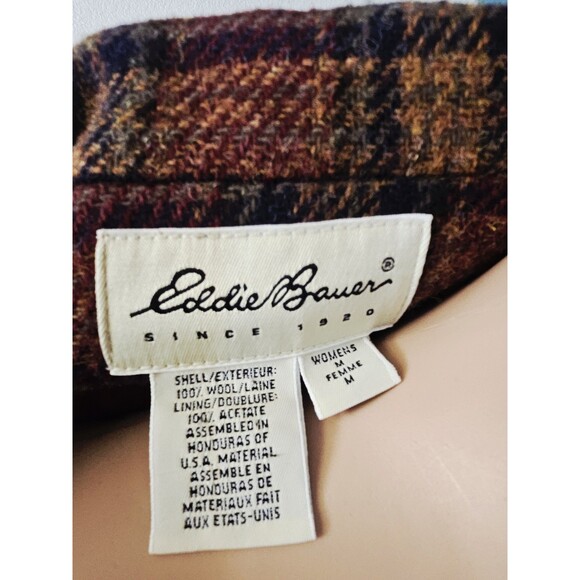 Eddie Bauer®
SINCE 1920
SHELL/EXTERIEUR:
100% WOOL/LAINE
LINING/DOUBLURE:
100% ACETATE
ASSEMBLED IN
HONDURAS OF
U.S.A. MATERIAL
ASSEMBLE EN
HONDURAS DE
MATERIAUX FAIT
AUX ETATS-UNIS
WOMENS
M
FEMME
M